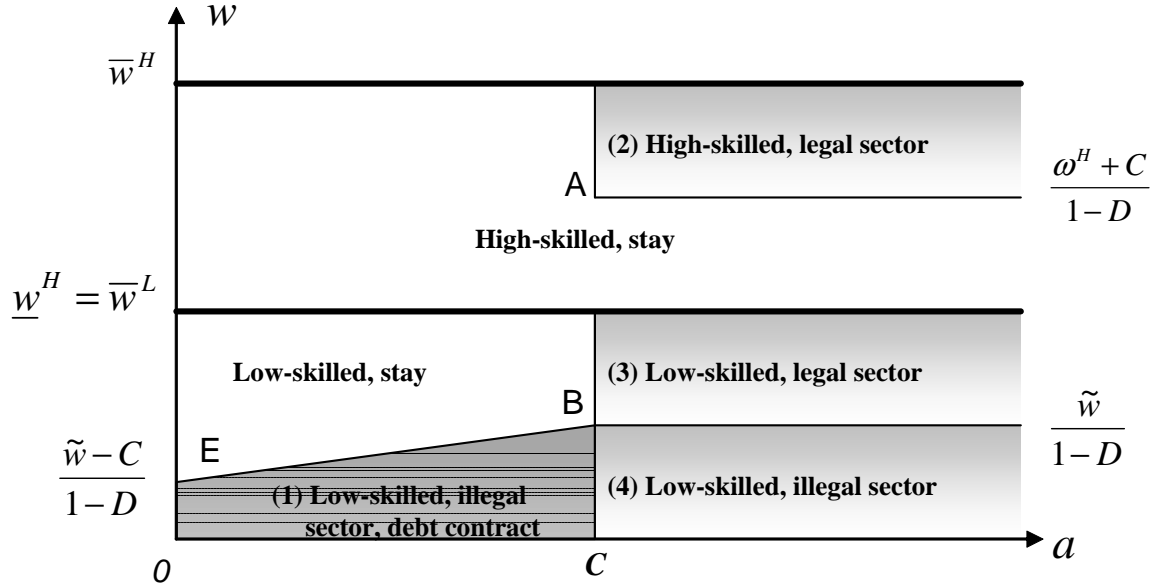 w
w̅^H
(2) High-skilled, legal sector
A
(ω^H + C) / (1 − D)
High-skilled, stay
w̲^H = w̅^L
Low-skilled, stay
(3) Low-skilled, legal sector
B
w̃ / (1 − D)
E
(w̃ − C) / (1 − D)
(1) Low-skilled, illegal
sector, debt contract
(4) Low-skilled, illegal sector
0
C
a